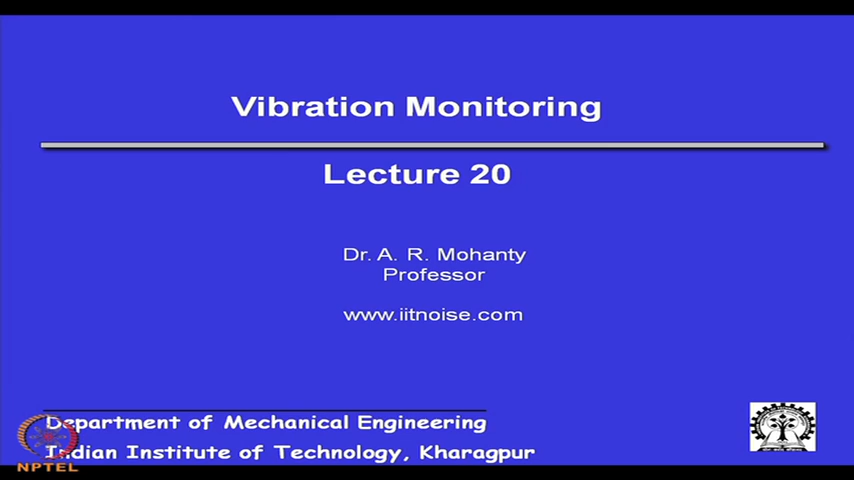 Vibration Monitoring
Lecture 20
Dr. A. R. Mohanty
Professor
www.iitnoise.com
Department of Mechanical Engineering
Indian Institute of Technology, Kharagpur
NPTEL